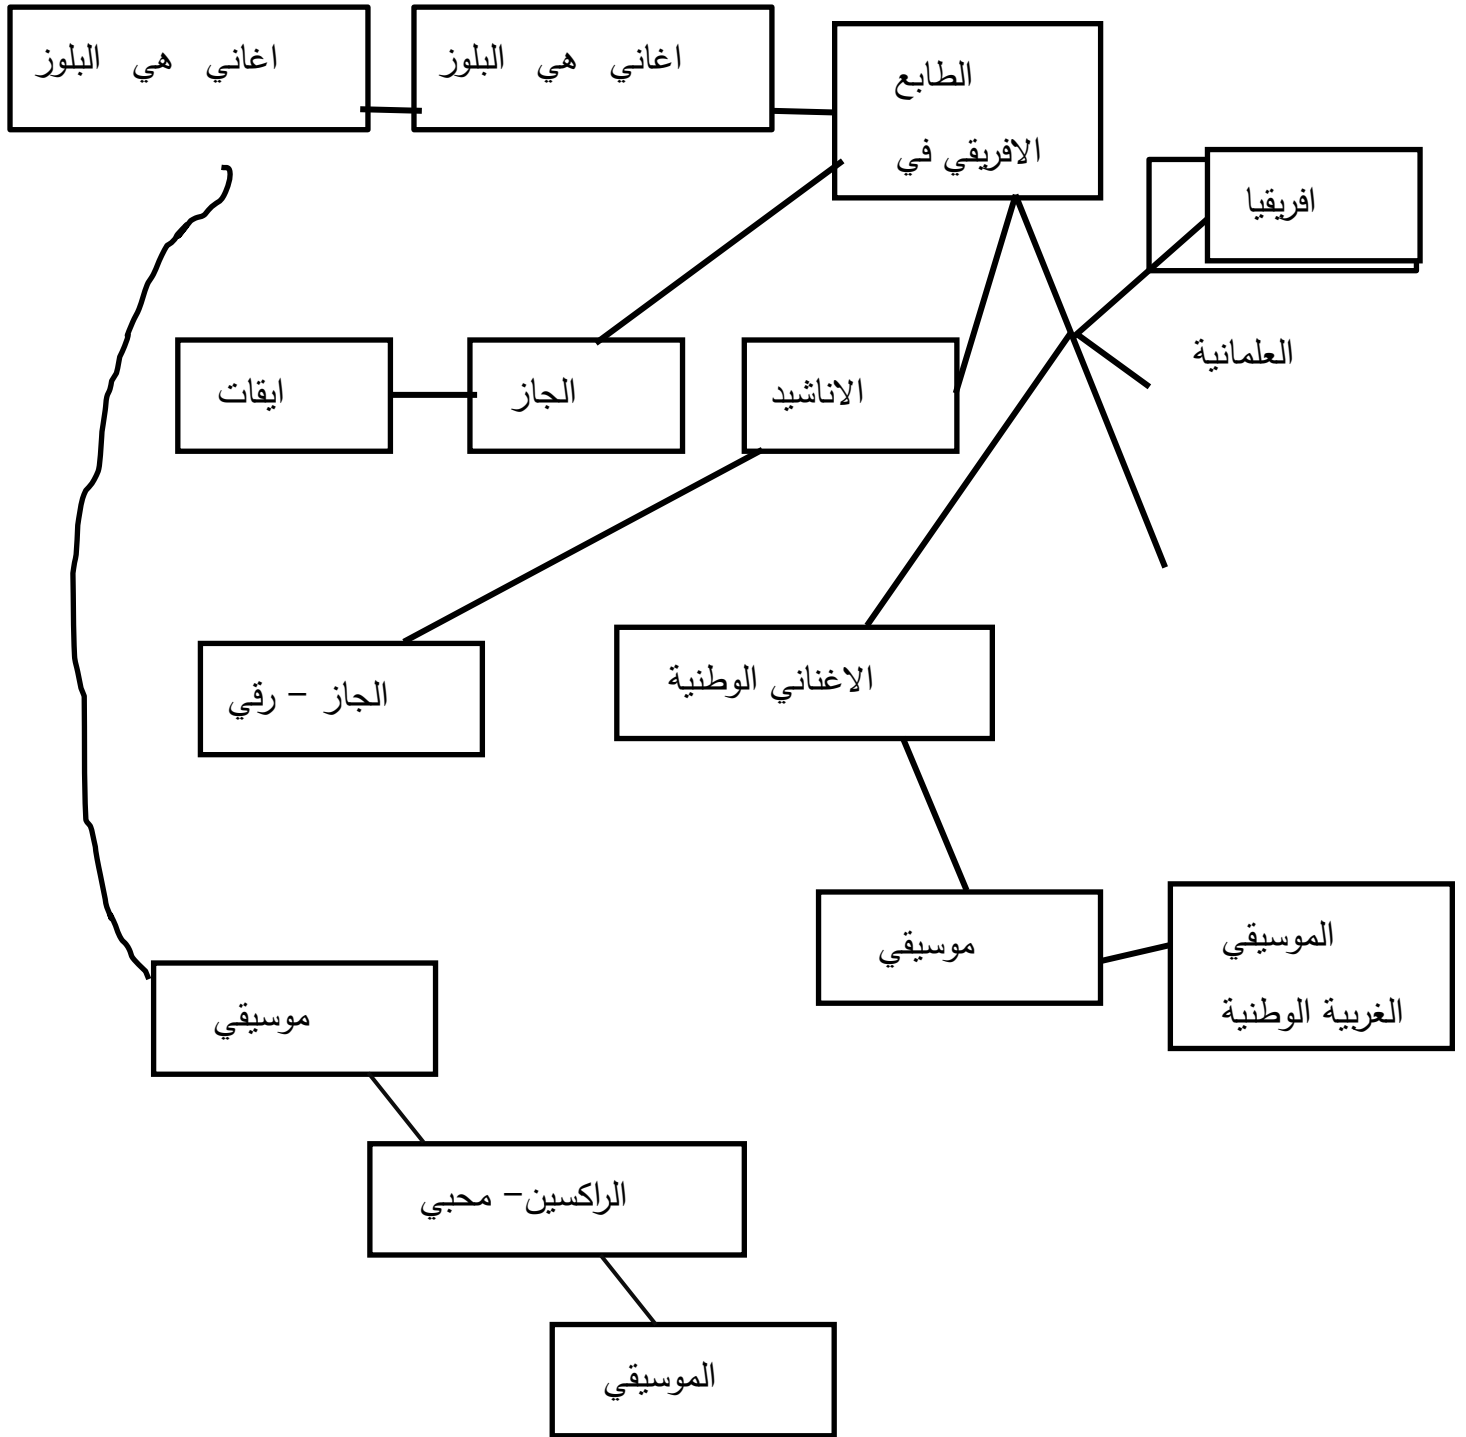 الطابع
الافريقي في
اغاني هي البلوز
اغاني هي البلوز
افريقيا
العلمانية
الاناشيد
الجاز
ايقات
الاغناني الوطنية
الجاز – رقي
الموسيقي
الغربية الوطنية
موسيقي
موسيقي
الراكسين– محبي
الموسيقي